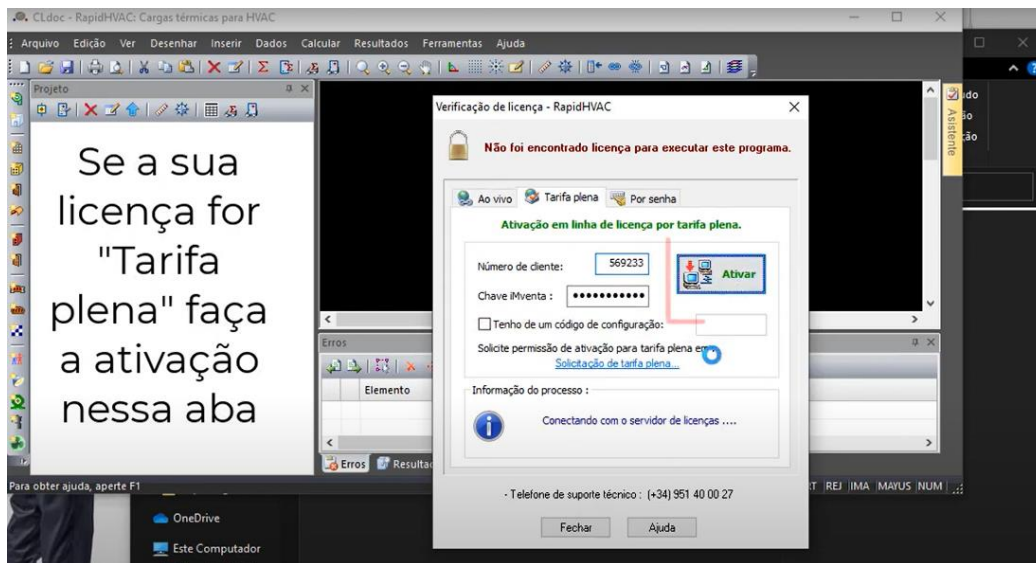 CLdoc - RapidHVAC: Cargas térmicas para HVAC
Arquivo Edição Ver Desenhar Inserir Dados Calcular Resultados Ferramentas Ajuda
Projeto
Se a sua
licença for
"Tarifa
plena" faça
a ativação
nessa aba
Verificação de licença - RapidHVAC
Não foi encontrado licença para executar este programa.
Ao vivo Tarifa plena Por senha
Ativação em linha de licença por tarifa plena.
Número de cliente: 569233
Ativar
Chave iMventa :
Tenho de um código de configuração:
Solicite permissão de ativação para tarifa plena
Solicitação de tarifa plena...
Informação do processo :
Conectando com o servidor de licenças ....
- Telefone de suporte técnico : (+34) 951 40 00 27
Fechar Ajuda
Asistente
Erros
Elemento
Erros
Para obter ajuda, aperte F1
REJ IMA MAYUS NUM
OneDrive
Este Computador